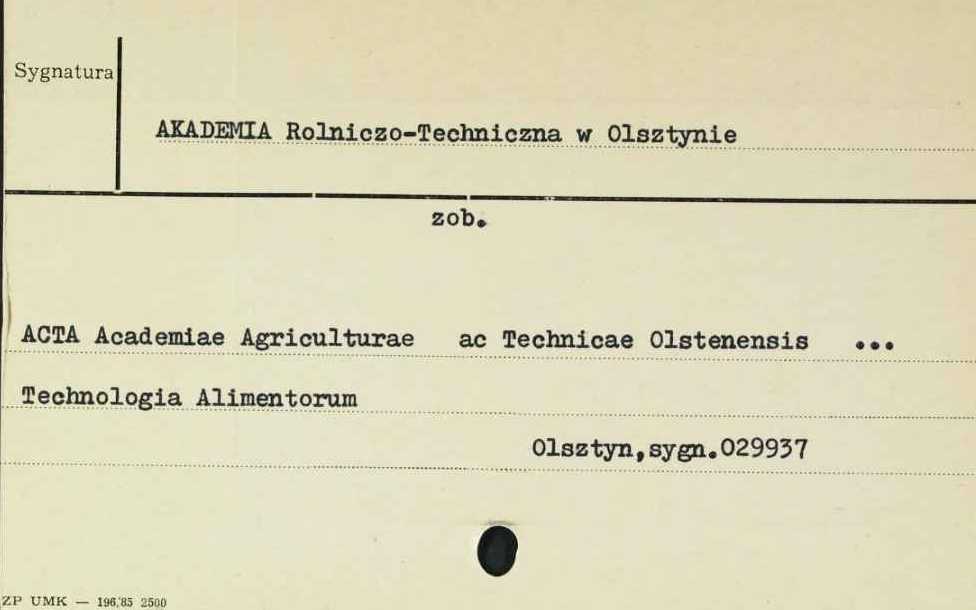 Sygnatura
AKADEMIA Rolniczo-Techniczna w Olsztynie
zob.
ACTA Academiae Agriculturae ac Technicae Olstenensis ...
Technologia Alimentorum
Olsztyn,sygn.029937
ZP UMK — 196/85 2500